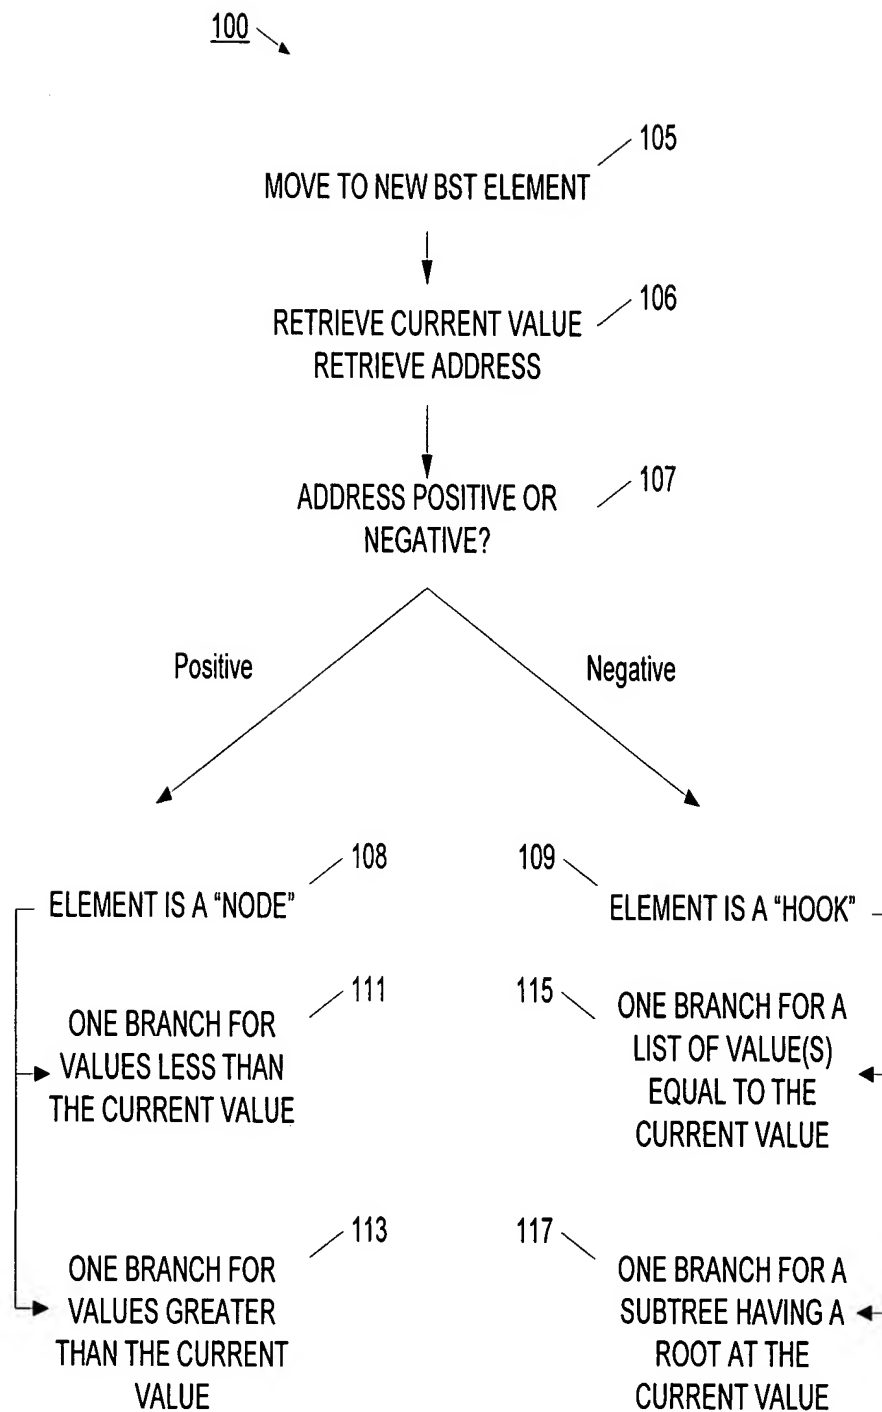 100
105
MOVE TO NEW BST ELEMENT
106
RETRIEVE CURRENT VALUE
RETRIEVE ADDRESS
107
ADDRESS POSITIVE OR
NEGATIVE?
Positive
Negative
108
ELEMENT IS A “NODE”
109
ELEMENT IS A “HOOK”
111
ONE BRANCH FOR
VALUES LESS THAN
THE CURRENT VALUE
115
ONE BRANCH FOR A
LIST OF VALUE(S)
EQUAL TO THE
CURRENT VALUE
113
ONE BRANCH FOR
VALUES GREATER
THAN THE CURRENT
VALUE
117
ONE BRANCH FOR A
SUBTREE HAVING A
ROOT AT THE
CURRENT VALUE